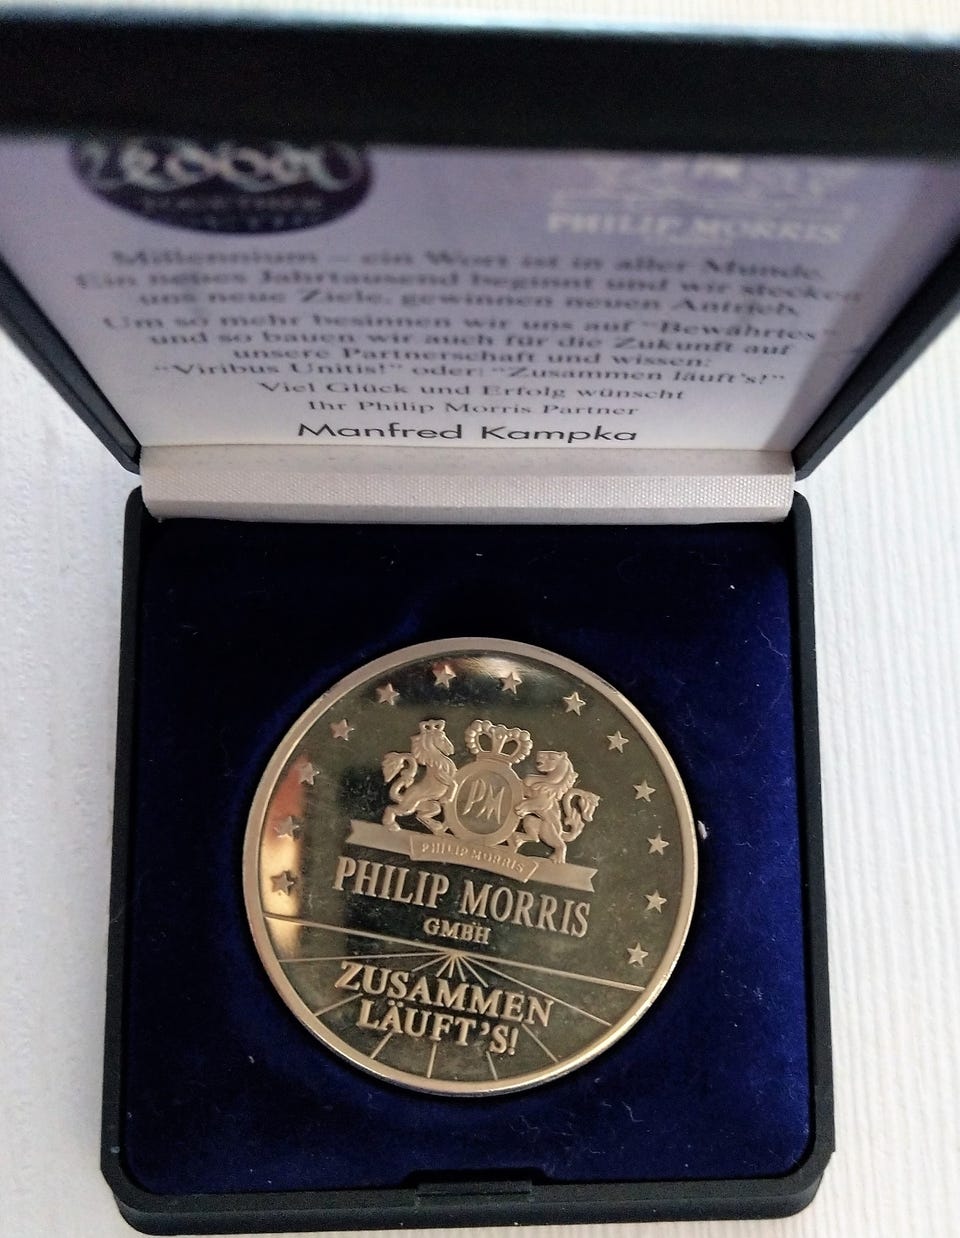 2000
TOGETHER
PHILIP MORRIS
Millennium – ein Wort ist in aller Munde.
Ein neues Jahrtausend beginnt und wir stecken
uns neue Ziele, gewinnen neuen Antrieb.
Um so mehr besinnen wir uns auf “Bewährtes”
und so bauen wir auch für die Zukunft auf
unsere Partnerschaft und wissen:
“Viribus Unitis!” oder: “Zusammen läuft's!”
Viel Glück und Erfolg wünscht
Ihr Philip Morris Partner
Manfred Kampka
PM
PHILIP MORRIS
PHILIP MORRIS
GMBH
ZUSAMMEN
LÄUFT'S!